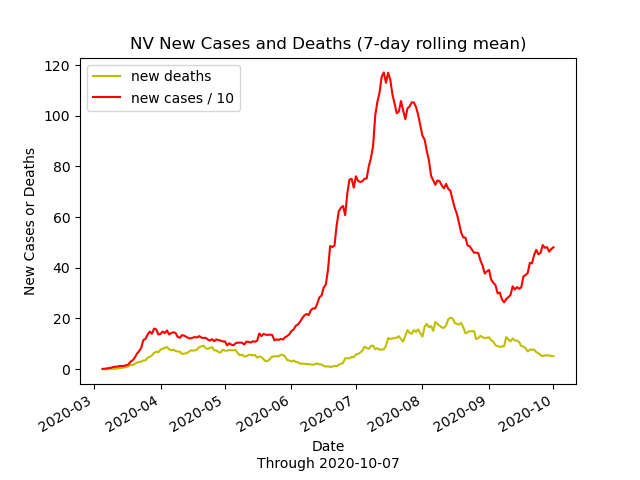 NV New Cases and Deaths (7-day rolling mean)
new deaths
new cases / 10
120
100
80
60
40
20
0
New Cases or Deaths
2020-03
2020-04
2020-05
2020-06
2020-07
2020-08
2020-09
2020-10
Date
Through 2020-10-07